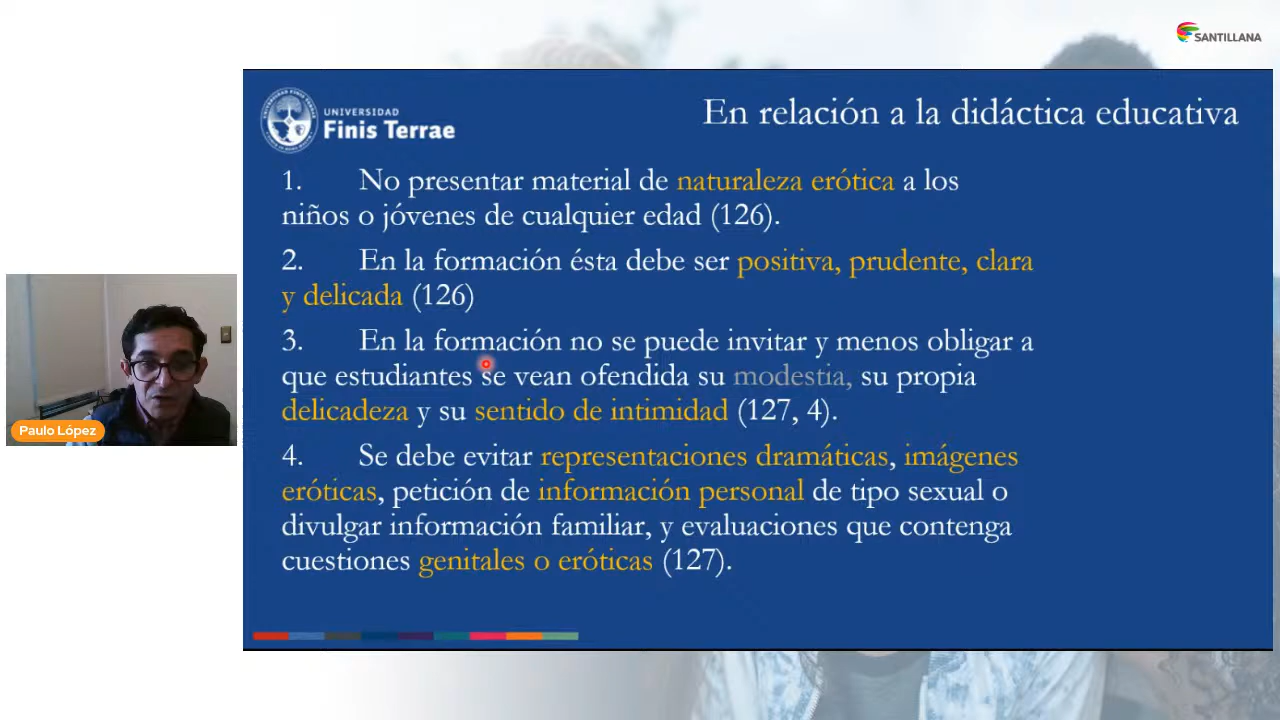 SANTILLANA
UNIVERSIDAD
Finis Terrae
En relación a la didáctica educativa
1. No presentar material de naturaleza erótica a los
niños o jóvenes de cualquier edad (126).
2. En la formación ésta debe ser positiva, prudente, clara
y delicada (126)
3. En la formación no se puede invitar y menos obligar a
que estudiantes se vean ofendida su modestia, su propia
delicadeza y su sentido de intimidad (127, 4).
4. Se debe evitar representaciones dramáticas, imágenes
eróticas, petición de información personal de tipo sexual o
divulgar información familiar, y evaluaciones que contenga
cuestiones genitales o eróticas (127).
Paulo López